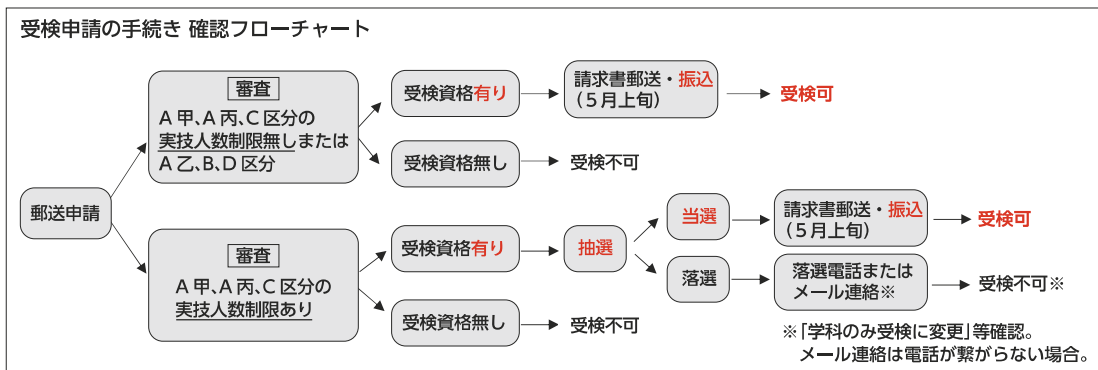 受検申請の手続き 確認フローチャート
郵送申請
審査
A 甲、A 丙、C 区分の
実技人数制限無しまたは
A 乙、B、D 区分
受検資格有り
請求書郵送・振込
(5月上旬)
受検可
受検資格無し
受検不可
審査
A 甲、A 丙、C 区分の
実技人数制限あり
受検資格有り
抽選
当選
請求書郵送・振込
(5月上旬)
受検可
落選
落選電話または
メール連絡※
受検不可※
受検資格無し
受検不可
※「学科のみ受検に変更」等確認。
メール連絡は電話が繋がらない場合。